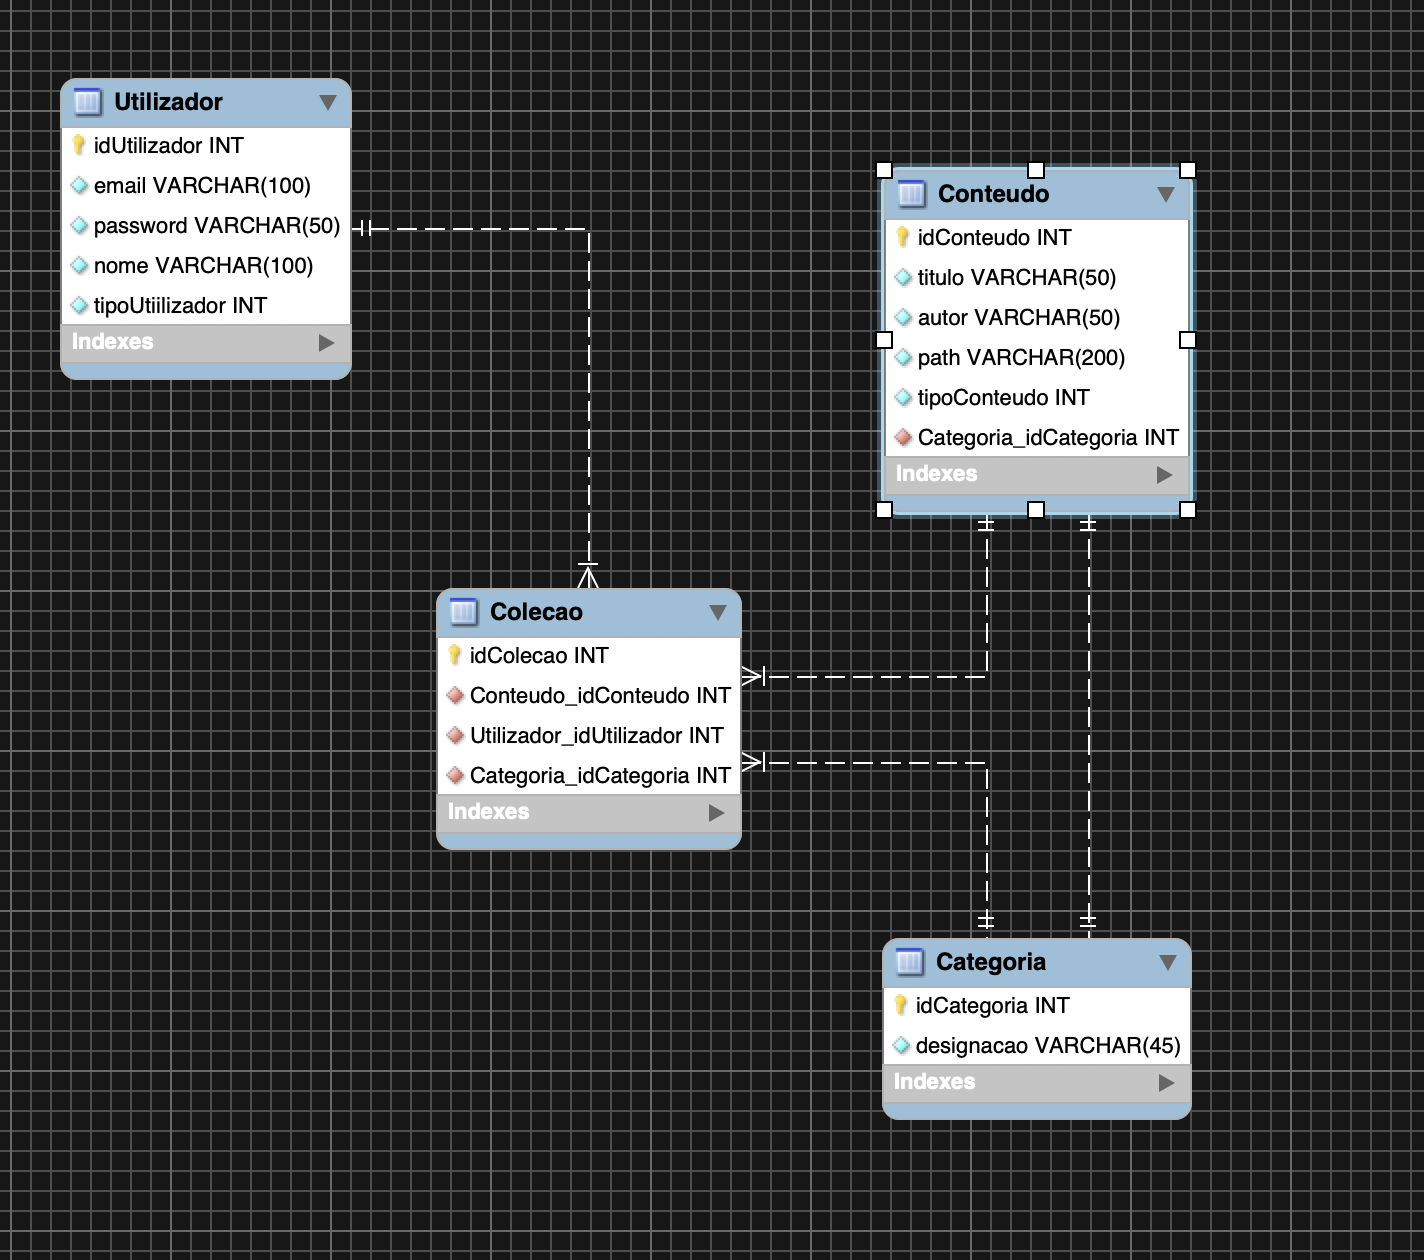 Utilizador
idUtilizador INT
email VARCHAR(100)
password VARCHAR(50)
nome VARCHAR(100)
tipoUtiilizador INT
Indexes
Conteudo
idConteudo INT
titulo VARCHAR(50)
autor VARCHAR(50)
path VARCHAR(200)
tipoConteudo INT
Categoria_idCategoria INT
Indexes
Colecao
idColecao INT
Conteudo_idConteudo INT
Utilizador_idUtilizador INT
Categoria_idCategoria INT
Indexes
Categoria
idCategoria INT
designacao VARCHAR(45)
Indexes